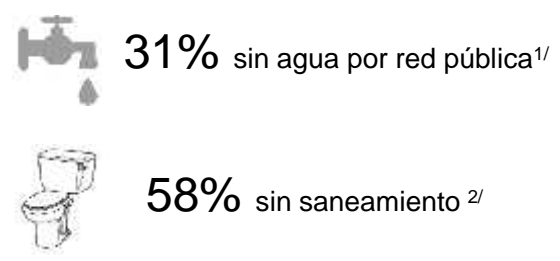 31% sin agua por red pública1/
58% sin saneamiento 2/